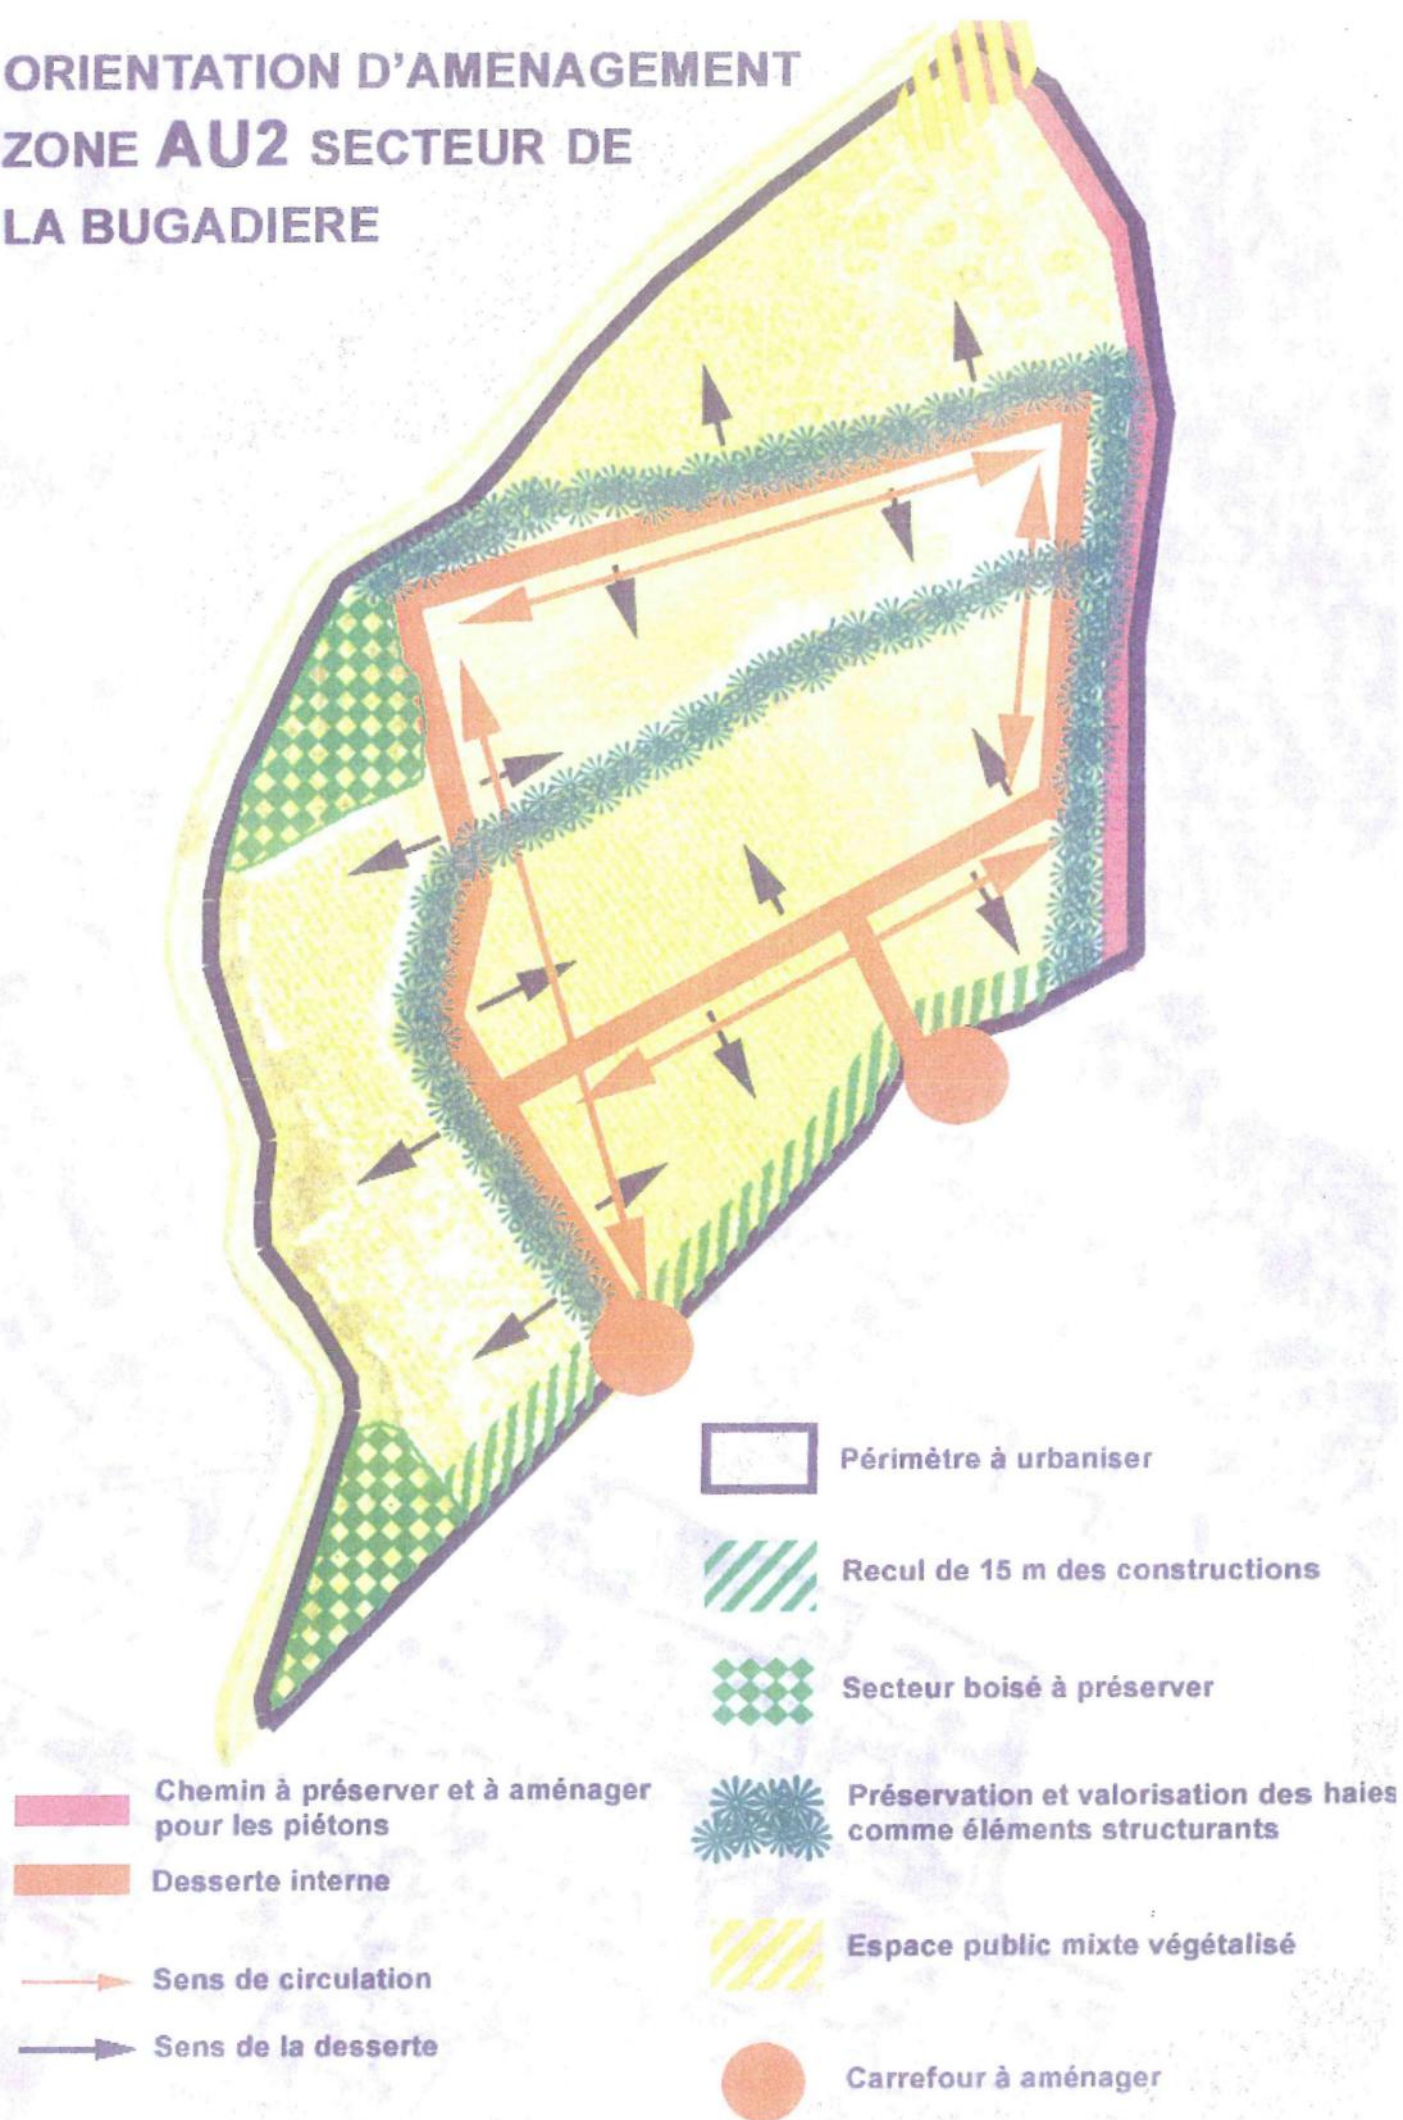 ORIENTATION D'AMENAGEMENT
ZONE AU2 SECTEUR DE
LA BUGADIERE
Périmètre à urbaniser
Recul de 15 m des constructions
Secteur boisé à préserver
Préservation et valorisation des haies
comme éléments structurants
Espace public mixte végétalisé
Carrefour à aménager
Chemin à préserver et à aménager
pour les piétons
Desserte interne
Sens de circulation
Sens de la desserte